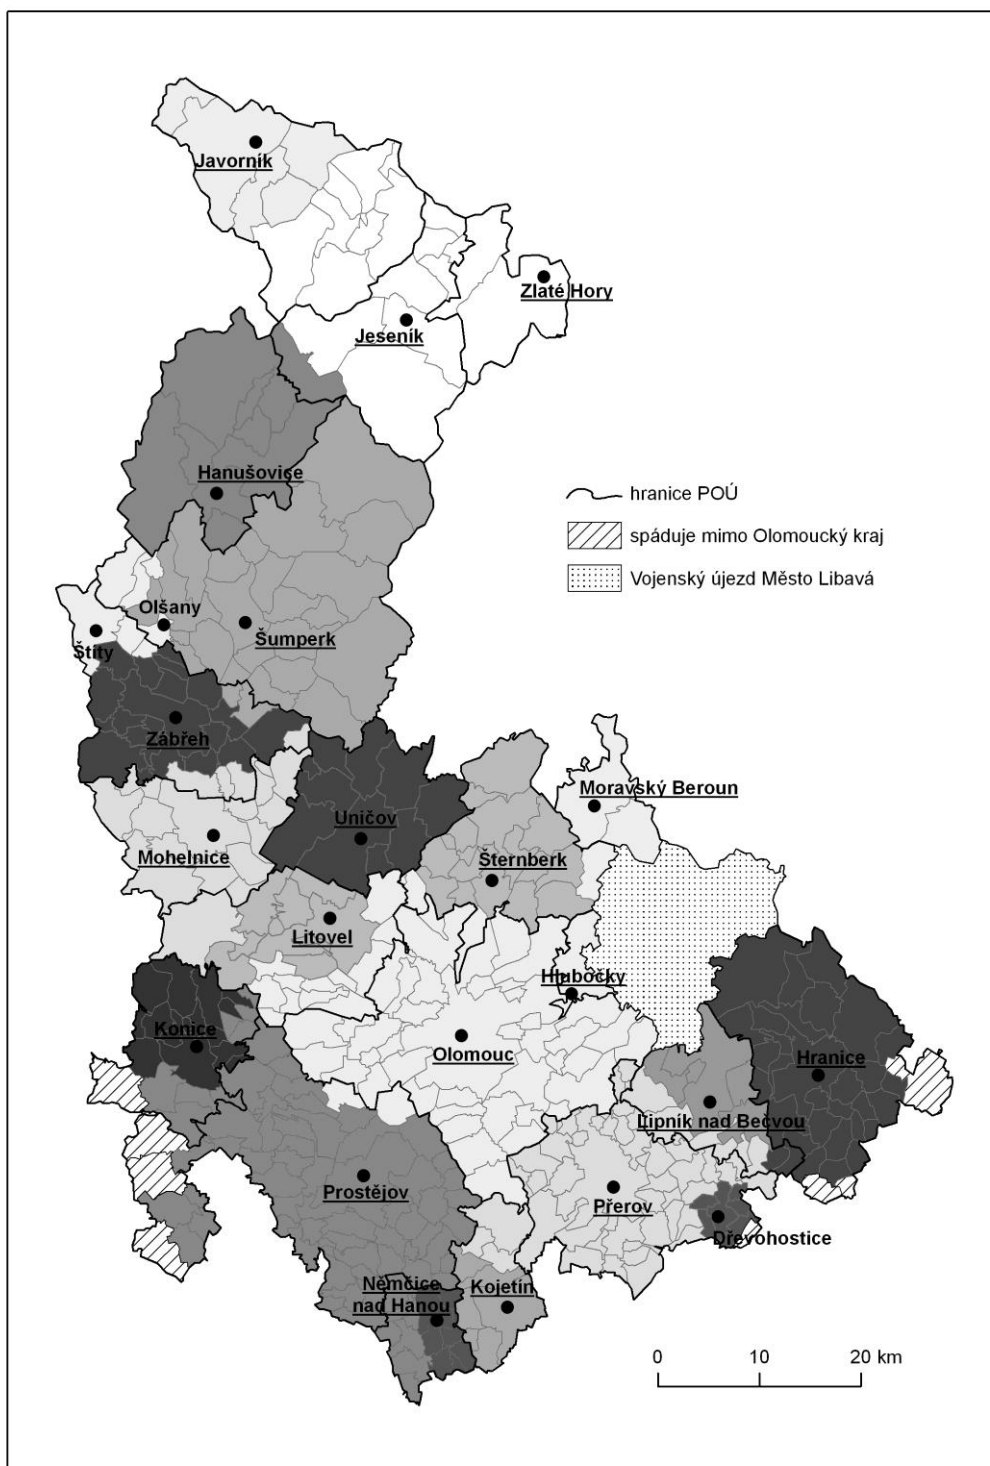 Javorník
Zlaté Hory
Jeseník
Hanušovice
hranice POÚ
spáduje mimo Olomoucký kraj
Vojenský újezd Město Libavá
Olšany
Štíty
Šumperk
Zábřeh
Moravský Beroun
Uničov
Mohelnice
Šternberk
Litovel
Hlubočky
Konice
Olomouc
Hranice
Lipník nad Bečvou
Prostějov
Přerov
Dřevohostice
Němčice
nad Hanou
Kojetín
0 10 20 km